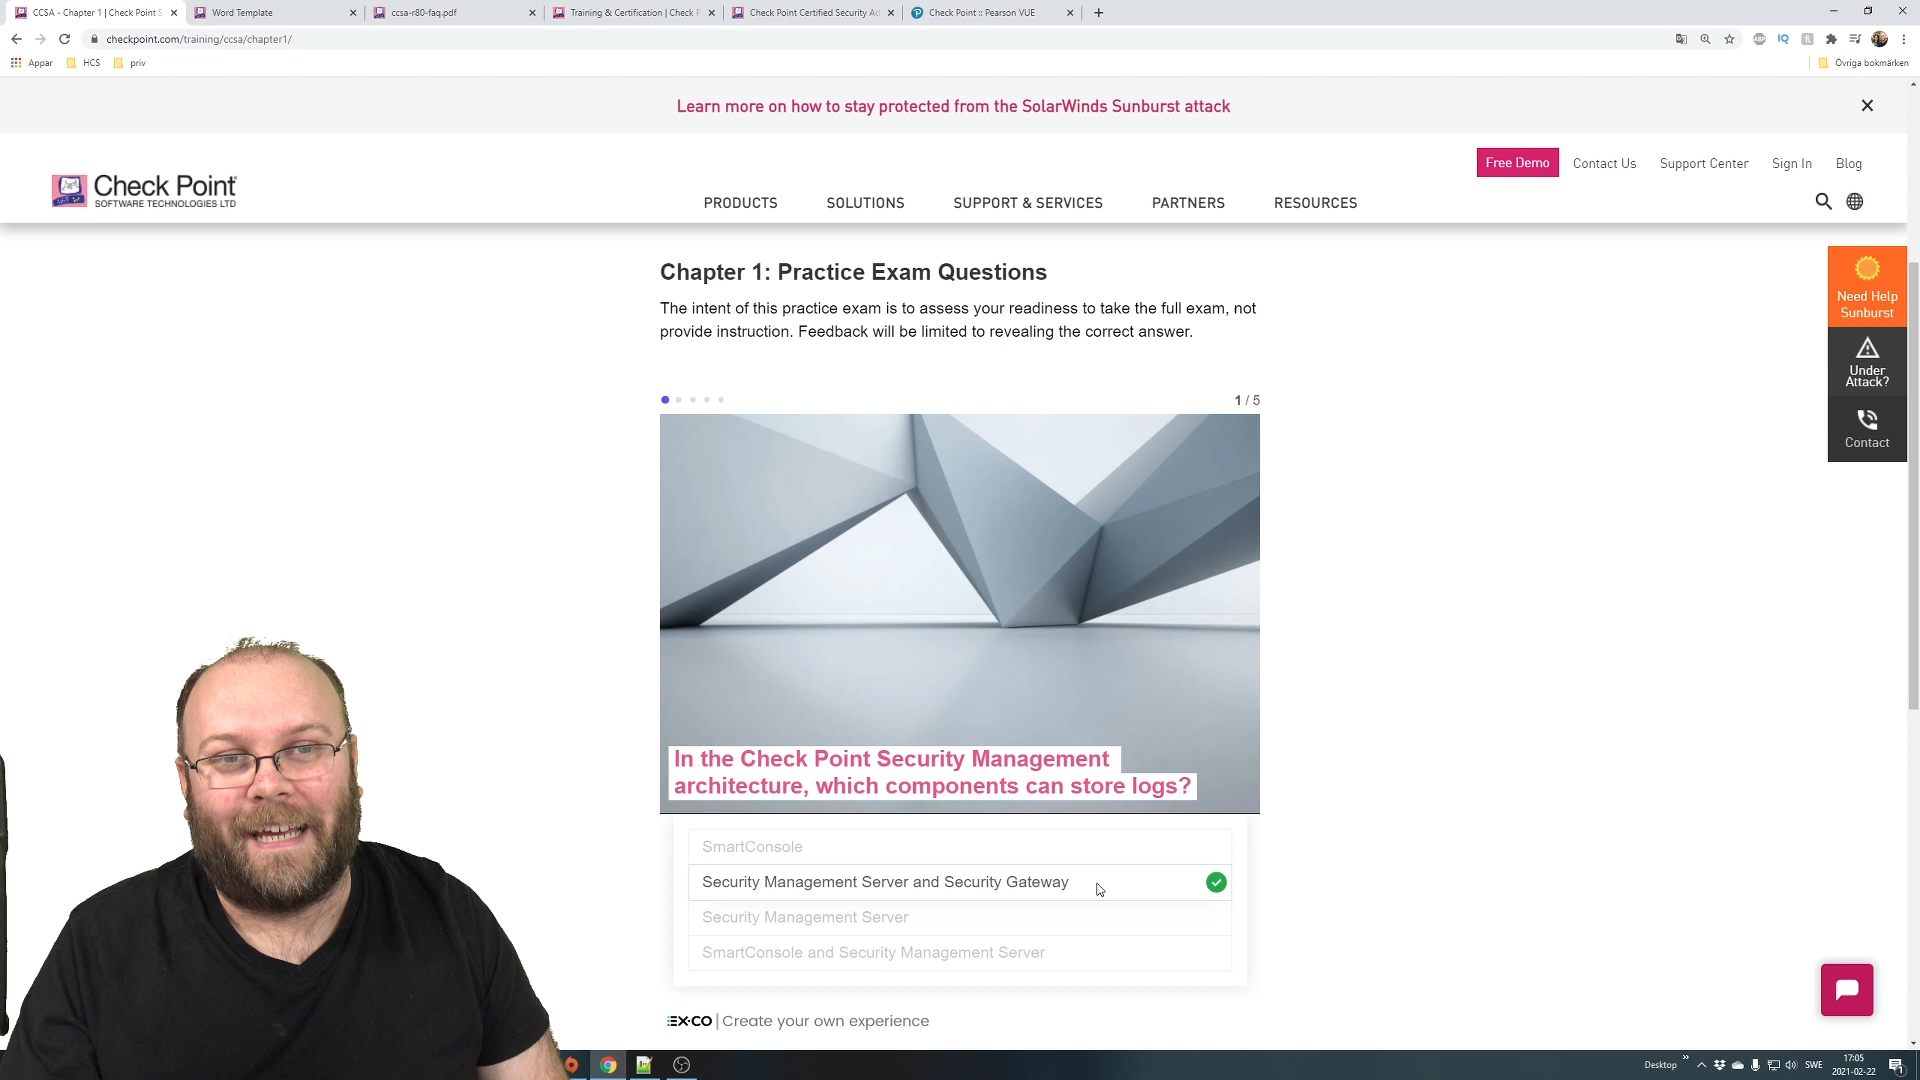 CCSA - Chapter 1 | Check Point S
Word Template
ccsa-r80-faq.pdf
Training & Certification | Check P
Check Point Certified Security Ad
Check Point :: Pearson VUE
checkpoint.com/training/ccsa/chapter1/
ABP
IQ
Appar
HCS
priv
Övriga bokmärken
Learn more on how to stay protected from the SolarWinds Sunburst attack
Free Demo
Contact Us
Support Center
Sign In
Blog
Check Point
SOFTWARE TECHNOLOGIES LTD
PRODUCTS
SOLUTIONS
SUPPORT & SERVICES
PARTNERS
RESOURCES
Chapter 1: Practice Exam Questions
The intent of this practice exam is to assess your readiness to take the full exam, not
provide instruction. Feedback will be limited to revealing the correct answer.
Need Help
Sunburst
Under
Attack?
Contact
1 / 5
In the Check Point Security Management
architecture, which components can store logs?
SmartConsole
Security Management Server and Security Gateway
Security Management Server
SmartConsole and Security Management Server
EX·CO | Create your own experience
Desktop
SWE
17:05
2021-02-22